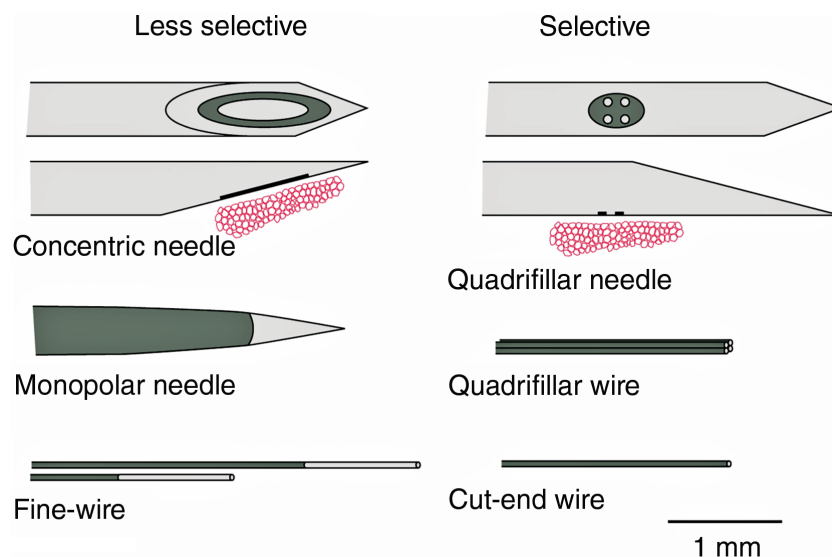 Less selective
Selective
Concentric needle
Quadrifillar needle
Monopolar needle
Quadrifillar wire
Fine-wire
Cut-end wire
1 mm